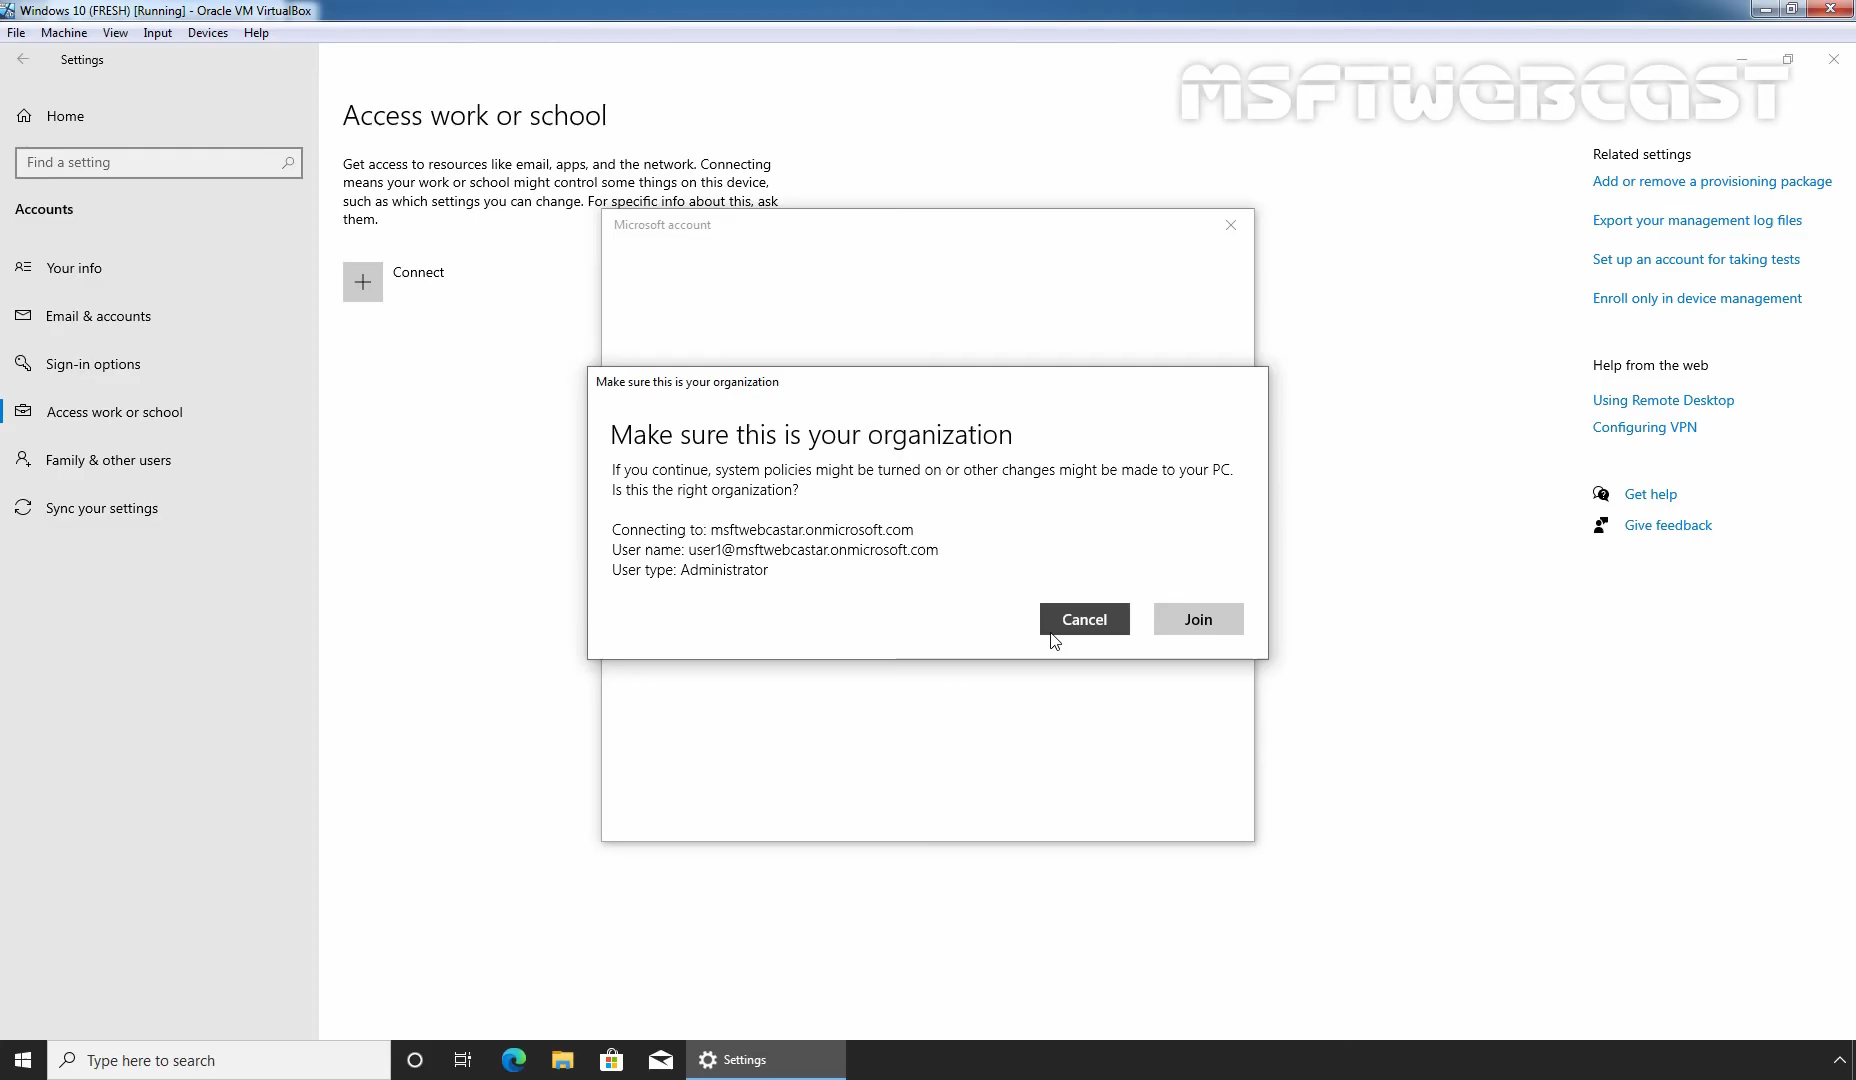 Windows 10 (FRESH) [Running] - Oracle VM VirtualBox
File Machine View Input Devices Help
Settings
MSFTWEBCAST
Home
Find a setting
Accounts
Your info
Email & accounts
Sign-in options
Access work or school
Family & other users
Sync your settings
Access work or school
Get access to resources like email, apps, and the network. Connecting
means your work or school might control some things on this device,
such as which settings you can change. For specific info about this, ask
them.
Connect
Microsoft account
Make sure this is your organization
Make sure this is your organization
If you continue, system policies might be turned on or other changes might be made to your PC.
Is this the right organization?
Connecting to: msftwebcastar.onmicrosoft.com
User name: user1@msftwebcastar.onmicrosoft.com
User type: Administrator
Cancel
Join
Related settings
Add or remove a provisioning package
Export your management log files
Set up an account for taking tests
Enroll only in device management
Help from the web
Using Remote Desktop
Configuring VPN
Get help
Give feedback
Type here to search
Settings